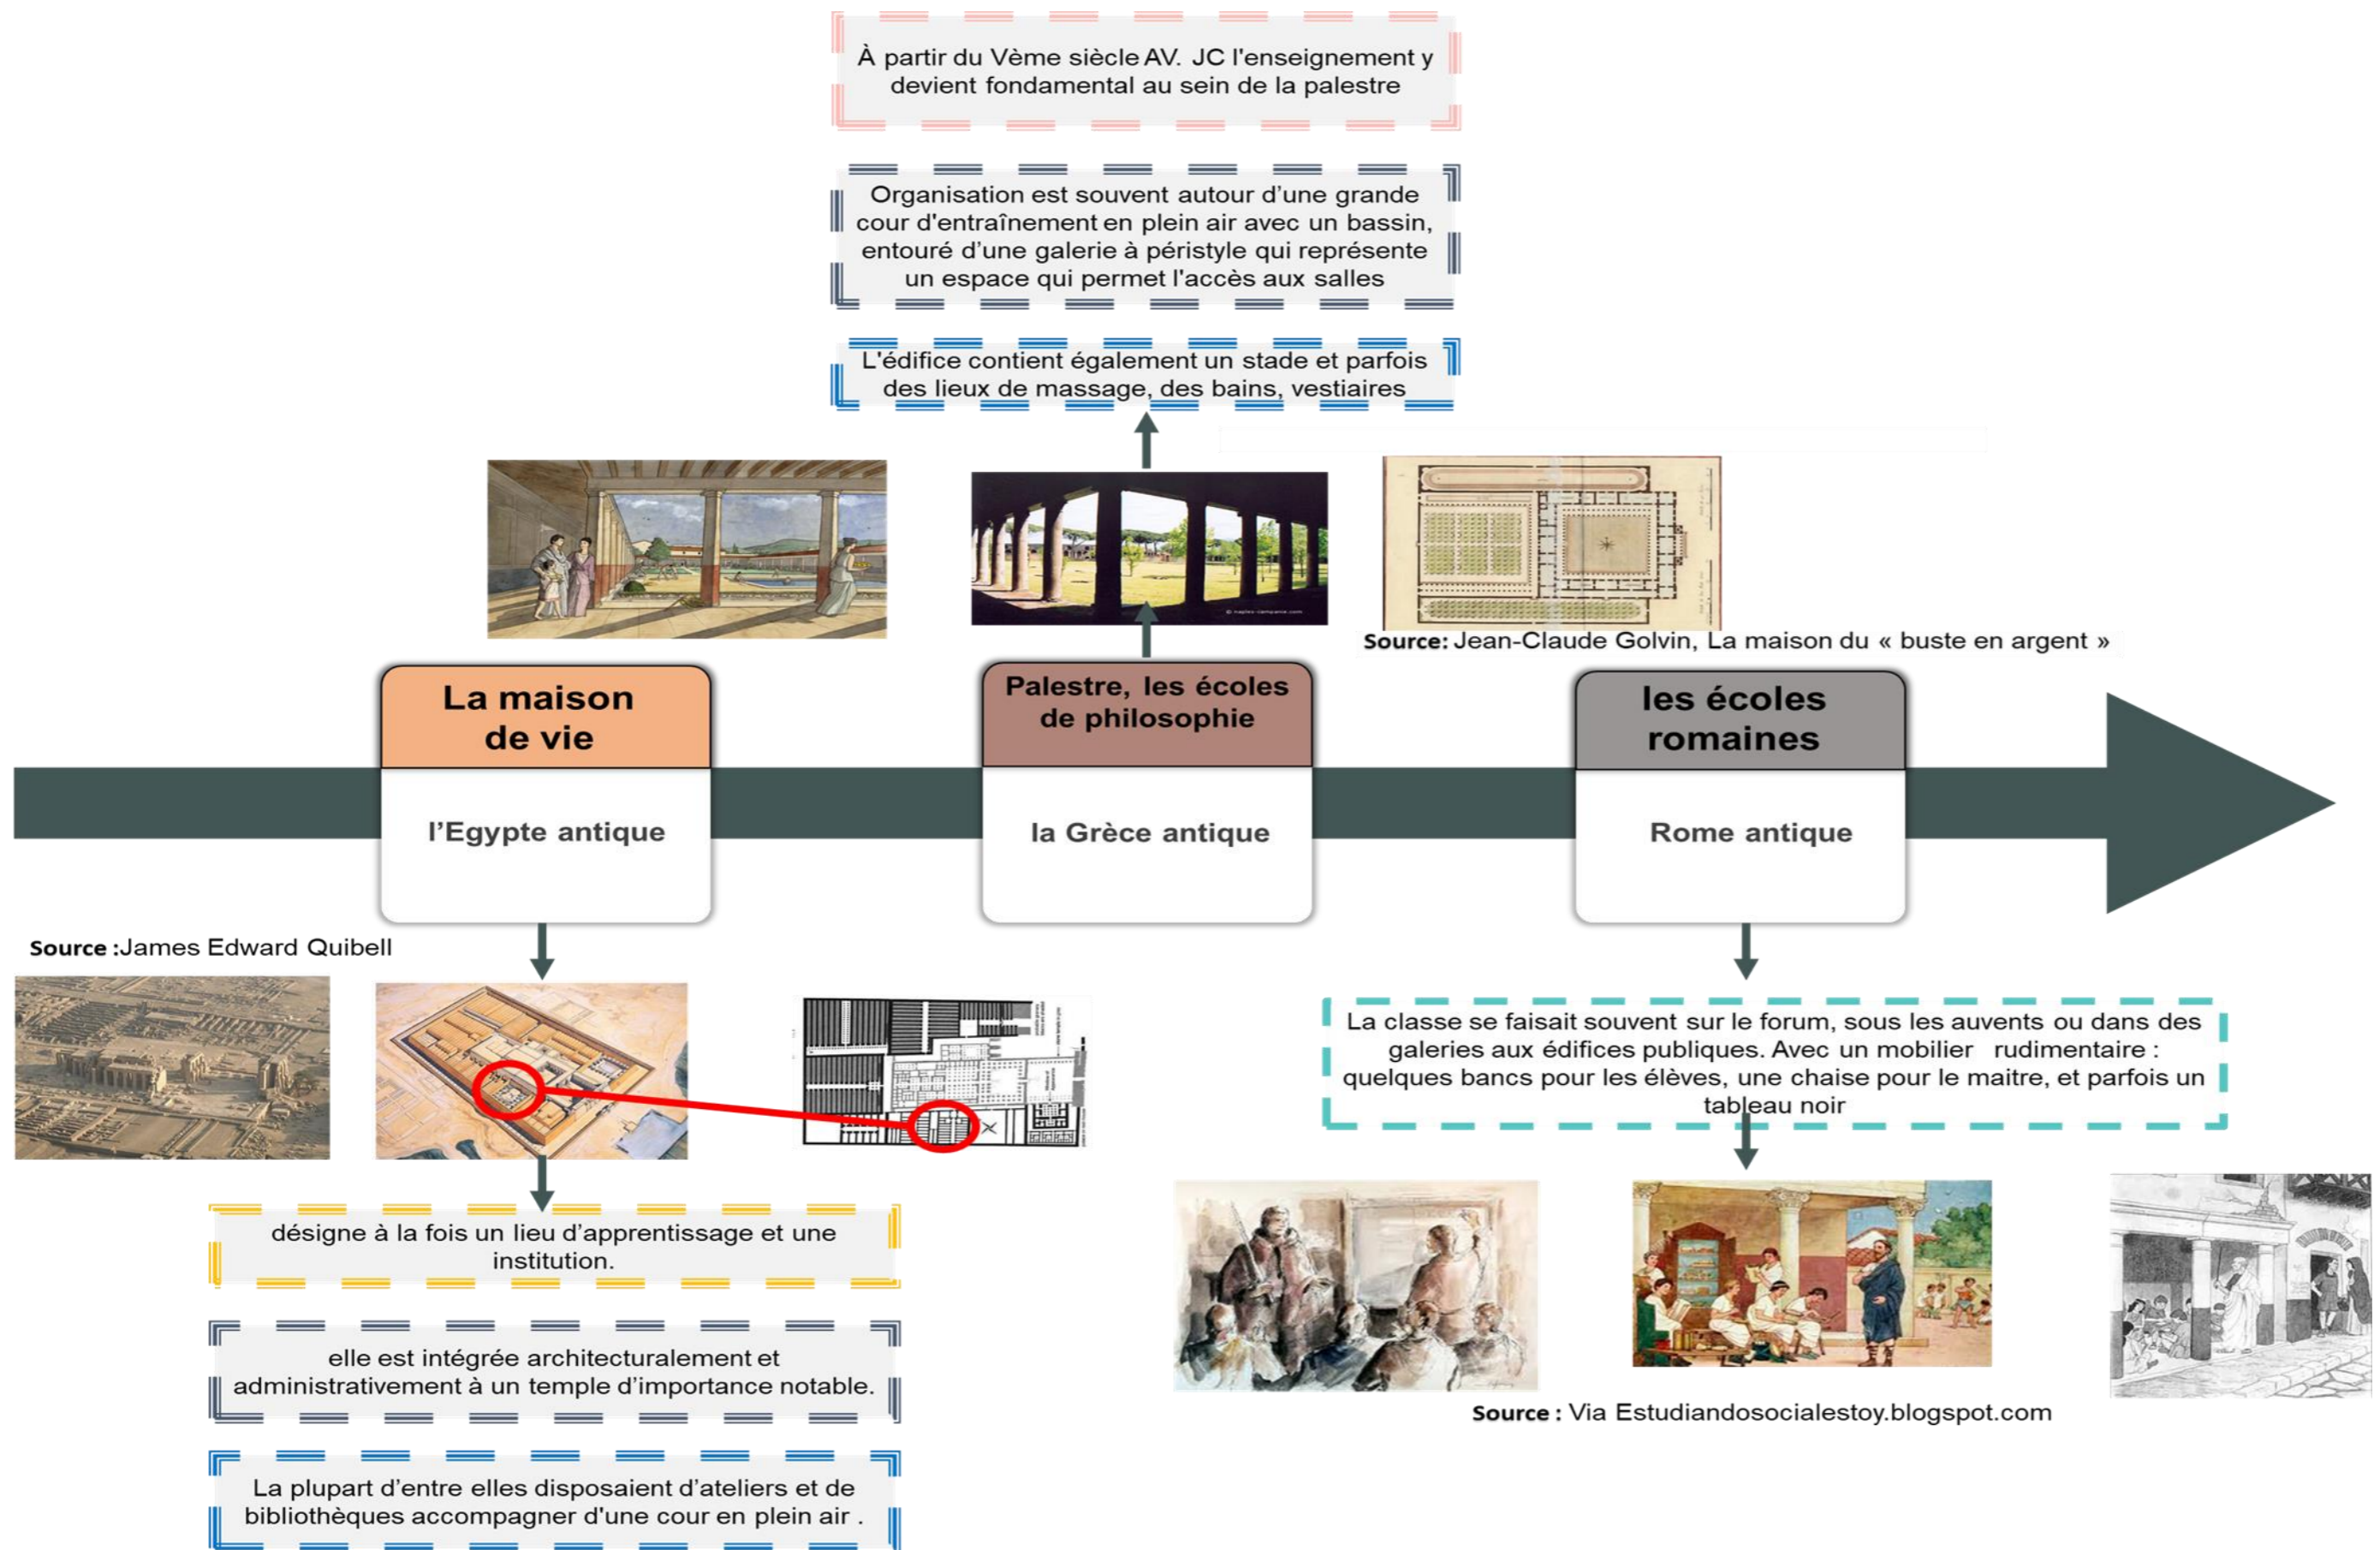 À partir du Vème siècle AV. JC l'enseignement y
devient fondamental au sein de la palestre
Organisation est souvent autour d’une grande
cour d'entraînement en plein air avec un bassin,
entouré d’une galerie à péristyle qui représente
un espace qui permet l'accès aux salles
L'édifice contient également un stade et parfois
des lieux de massage, des bains, vestiaires
© naples-campanie.com
Source: Jean-Claude Golvin, La maison du « buste en argent »
La maison
de vie
l’Egypte antique
Palestre, les écoles
de philosophie
la Grèce antique
les écoles
romaines
Rome antique
Source :James Edward Quibell
désigne à la fois un lieu d’apprentissage et une
institution.
elle est intégrée architecturalement et
administrativement à un temple d’importance notable.
La plupart d’entre elles disposaient d’ateliers et de
bibliothèques accompagner d'une cour en plein air .
La classe se faisait souvent sur le forum, sous les auvents ou dans des
galeries aux édifices publiques. Avec un mobilier rudimentaire :
quelques bancs pour les élèves, une chaise pour le maitre, et parfois un
tableau noir
Source : Via Estudiandosocialestoy.blogspot.com